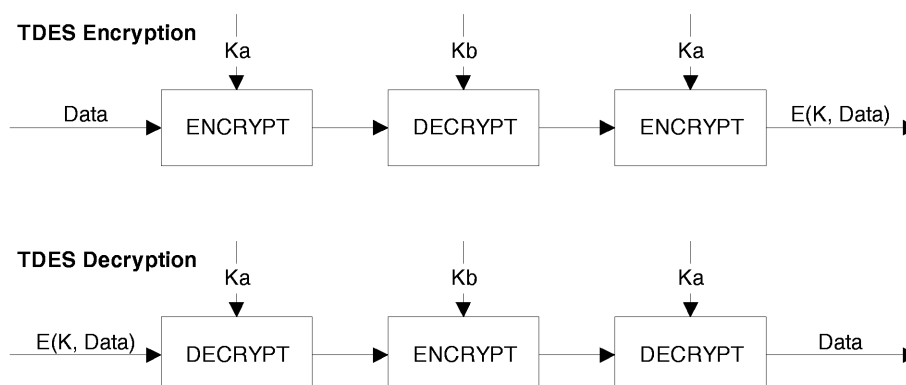 TDES Encryption
Ka Kb Ka
Data ENCRYPT DECRYPT ENCRYPT E(K, Data)
TDES Decryption
Ka Kb Ka
E(K, Data) DECRYPT ENCRYPT DECRYPT Data